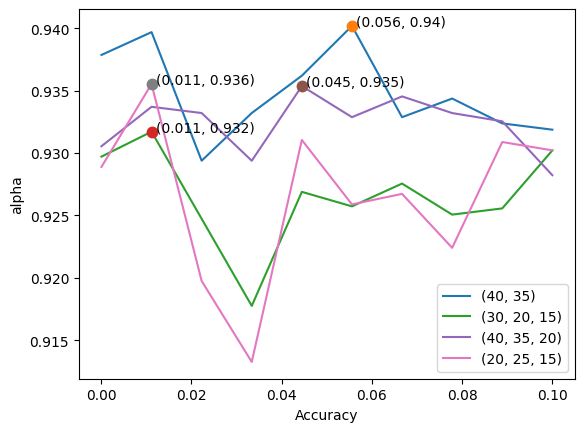 0.940
0.935
0.930
0.925
0.920
0.915
alpha
(0.056, 0.94)
(0.011, 0.936)
(0.045, 0.935)
(0.011, 0.932)
(40, 35)
(30, 20, 15)
(40, 35, 20)
(20, 25, 15)
0.00 0.02 0.04 0.06 0.08 0.10
Accuracy